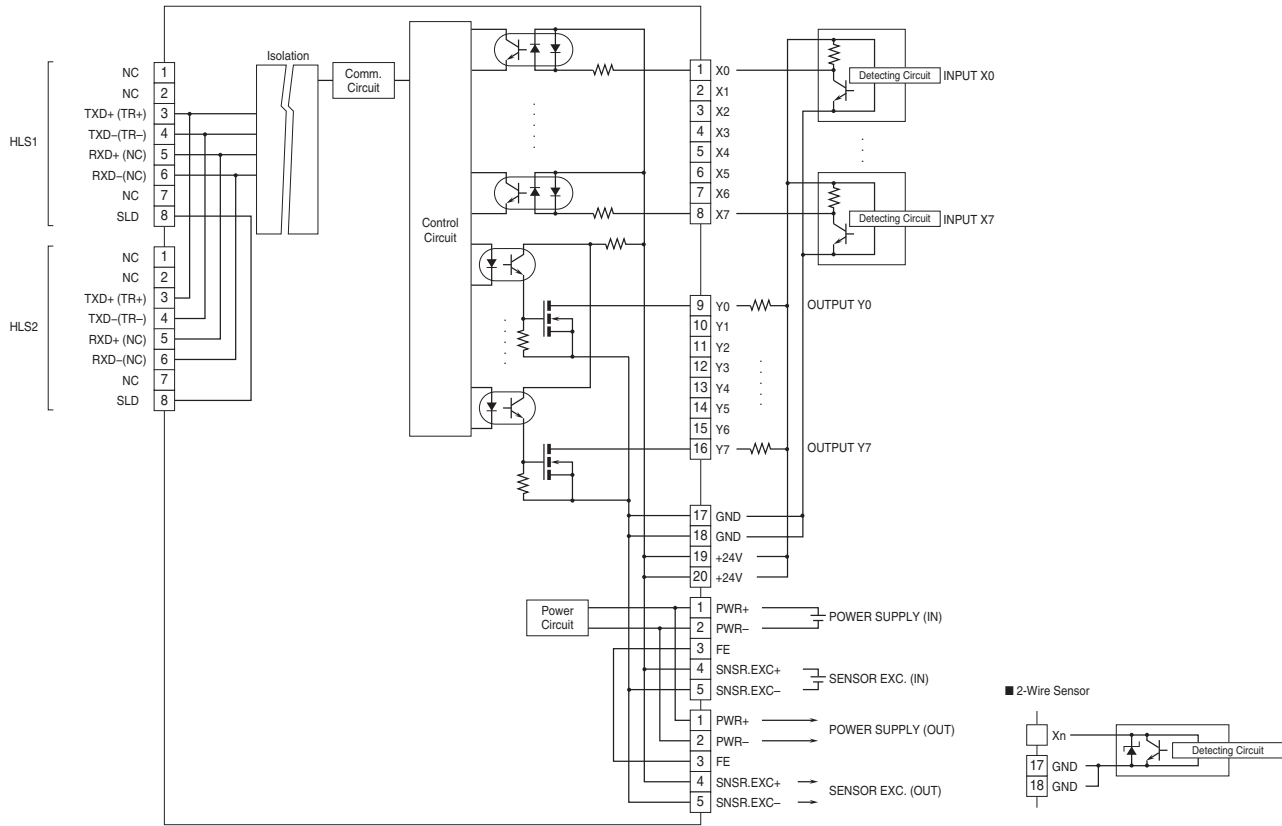 HLS1
NC 1
NC 2
TXD+ (TR+) 3
TXD–(TR–) 4
RXD+ (NC) 5
RXD–(NC) 6
NC 7
SLD 8
HLS2
NC 1
NC 2
TXD+ (TR+) 3
TXD–(TR–) 4
RXD+ (NC) 5
RXD–(NC) 6
NC 7
SLD 8
Isolation
Comm.
Circuit
Control
Circuit
1 X0
2 X1
3 X2
4 X3
5 X4
6 X5
7 X6
8 X7
Detecting Circuit INPUT X0
Detecting Circuit INPUT X7
9 Y0 OUTPUT Y0
10 Y1
11 Y2
12 Y3
13 Y4
14 Y5
15 Y6
16 Y7 OUTPUT Y7
17 GND
18 GND
19 +24V
20 +24V
Power
Circuit
1 PWR+
2 PWR–
POWER SUPPLY (IN)
3 FE
4 SNSR.EXC+
5 SNSR.EXC–
SENSOR EXC. (IN)
1 PWR+
2 PWR–
POWER SUPPLY (OUT)
3 FE
4 SNSR.EXC+
5 SNSR.EXC–
SENSOR EXC. (OUT)
■ 2-Wire Sensor
Xn
Detecting Circuit
17 GND
18 GND